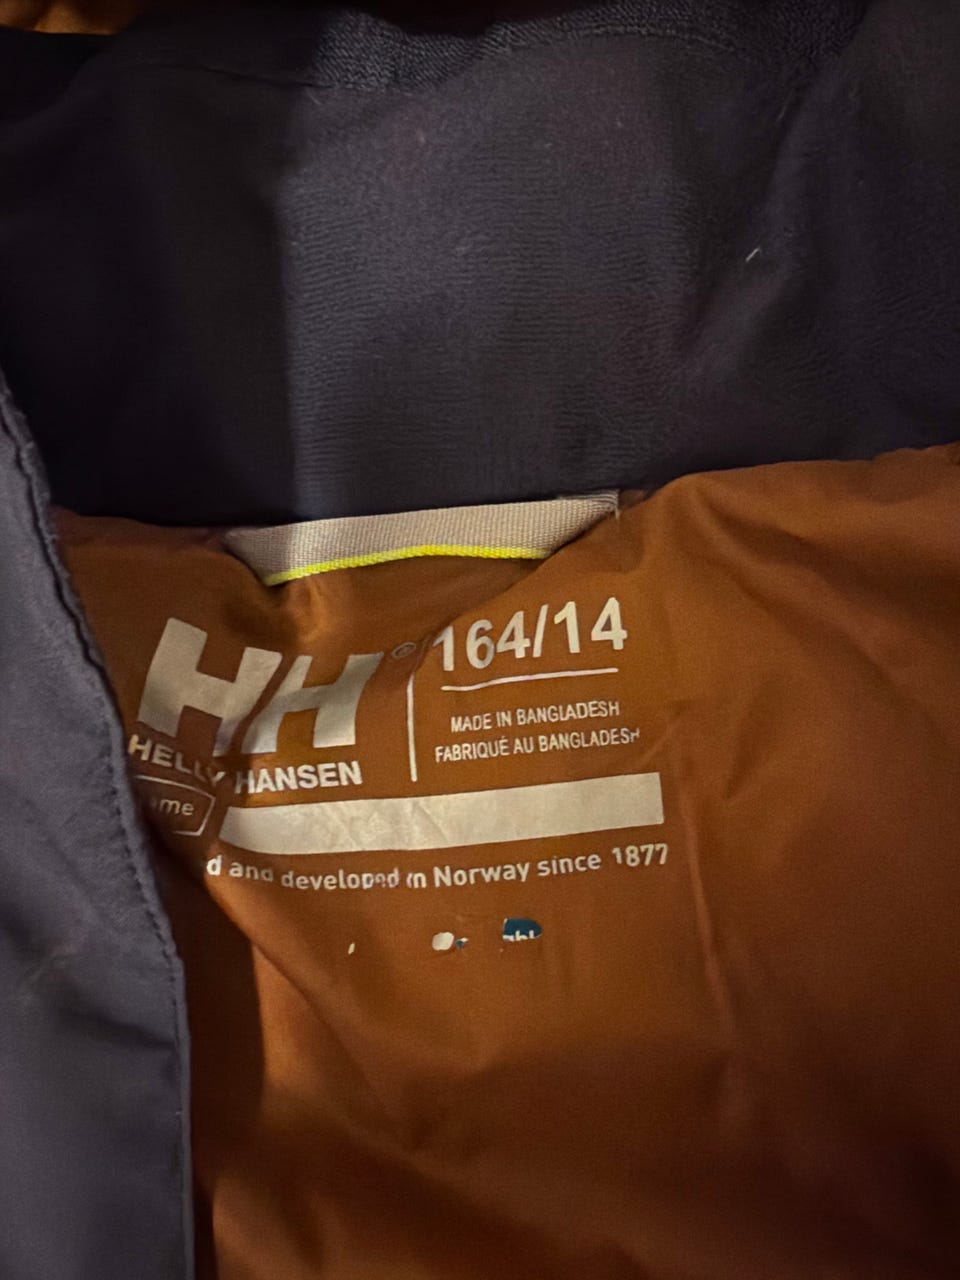 HH®
HELLY HANSEN
164/14
MADE IN BANGLADESH
FABRIQUÉ AU BANGLADESH
and developed in Norway since 1877